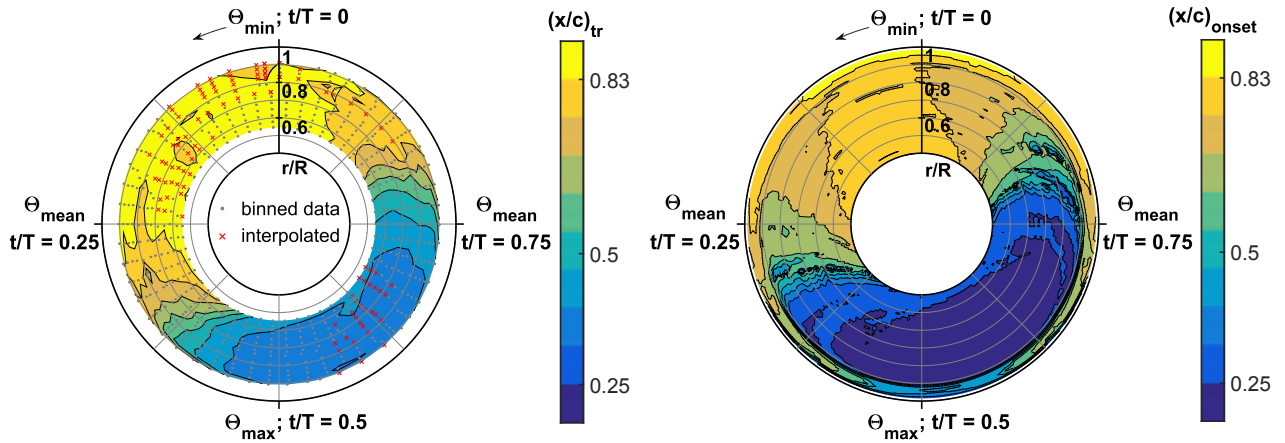 Θmin; t/T = 0
(x/c)tr
1
0.8
0.6
r/R
0.83
0.5
0.25
Θmean
t/T = 0.25
binned data
interpolated
Θmean
t/T = 0.75
Θmax; t/T = 0.5
Θmin; t/T = 0
(x/c)onset
1
0.8
0.6
r/R
0.83
0.5
0.25
Θmean
t/T = 0.25
Θmean
t/T = 0.75
Θmax; t/T = 0.5